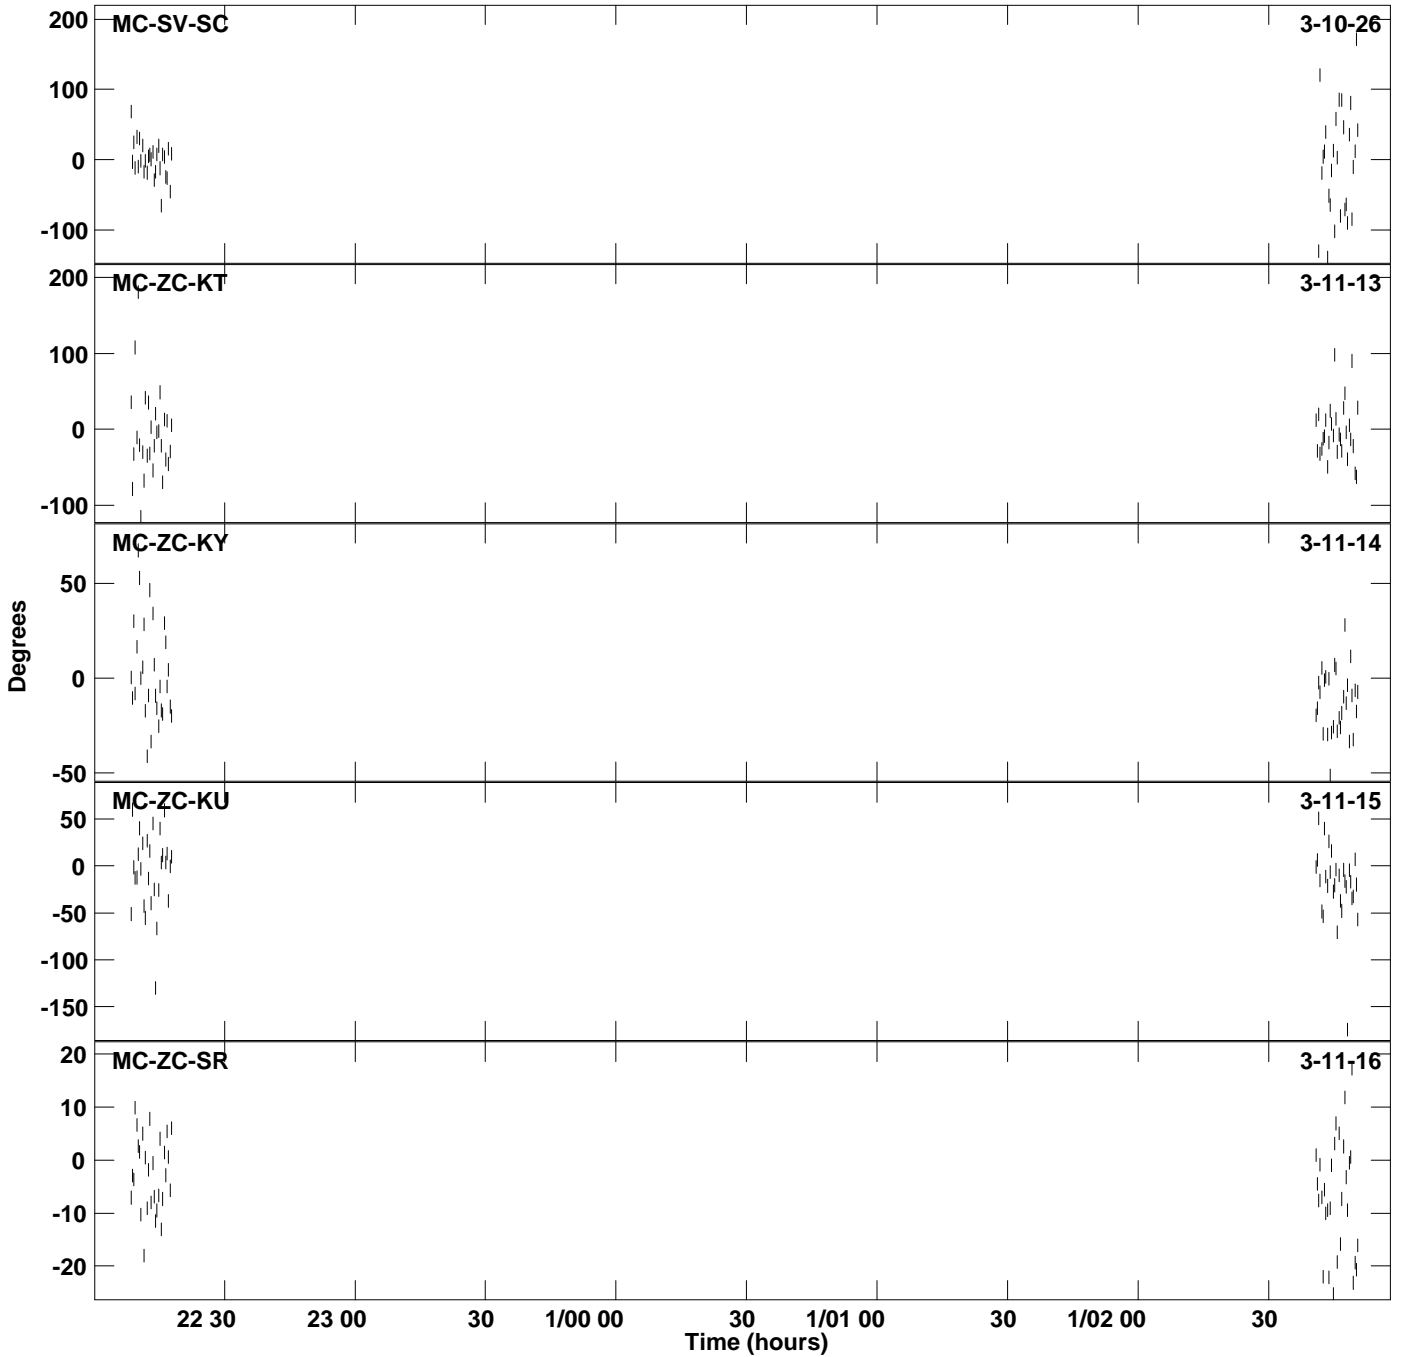 MC-SV-SC 3-10-26
200
100
0
-100
MC-ZC-KT 3-11-13
200
100
0
-100
MC-ZC-KY 3-11-14
50
0
-50
MC-ZC-KU 3-11-15
50
0
-50
-100
-150
MC-ZC-SR 3-11-16
20
10
0
-10
-20
Degrees
22 30 23 00 30 1/00 00 30 1/01 00 30 1/02 00 30
Time (hours)